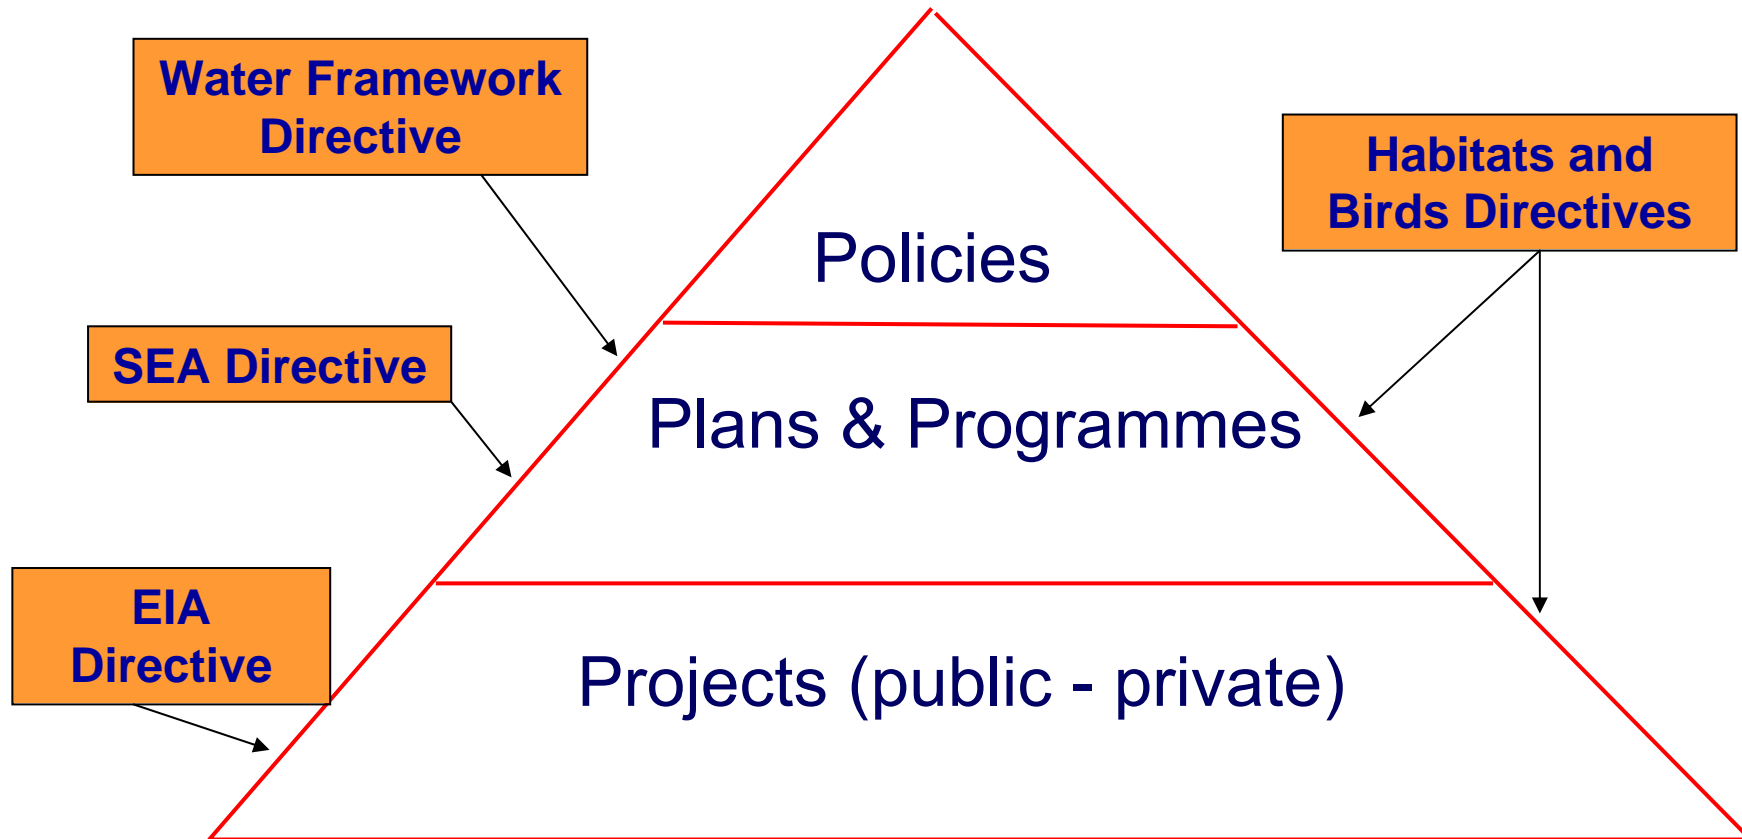 Water Framework
Directive
Habitats and
Birds Directives
Policies
SEA Directive
Plans & Programmes
EIA
Directive
Projects (public - private)